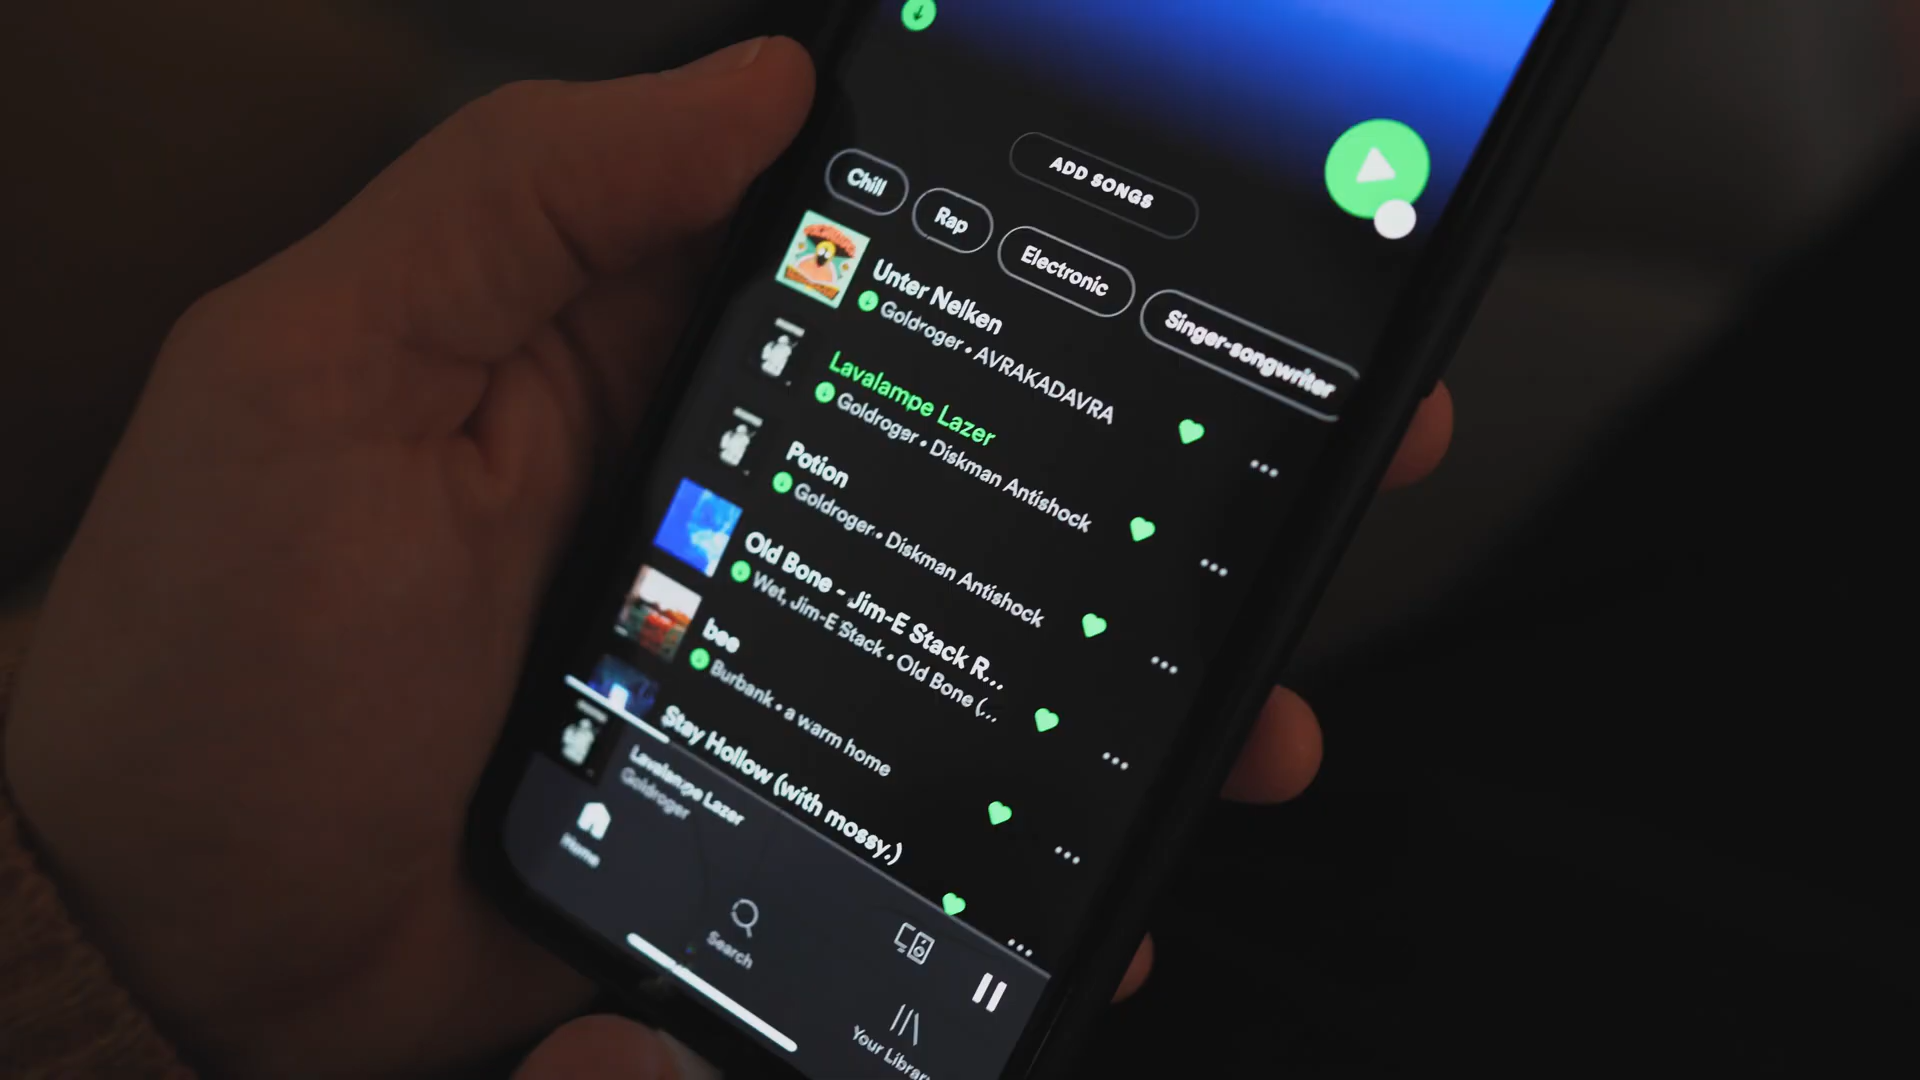 ADD SONGS
Chill
Rap
Electronic
Singer-songwriter
Unter Nelken
Goldroger • AVRAKADAVRA
Lavalampe Lazer
Goldroger • Diskman Antishock
Potion
Goldroger • Diskman Antishock
Old Bone - Jim-E Stack R...
Wet, Jim-E Stack • Old Bone (...
bee
Burbank • a warm home
Stay Hollow (with mossy.)
Lavalampe Lazer
Goldroger
Home
Search
Your Library